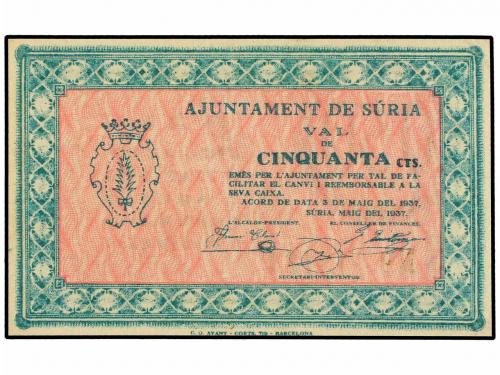 AJUNTAMENT DE SÚRIA
VAL
DE
CINQUANTA CTS.
EMÈS PER L'AJUNTAMENT PER TAL DE FA-
CILITAR EL CANVI I REEMBORSABLE A LA
SEVA CAIXA.
ACORD DE DATA 3 DE MAIG DEL 1937.
SÚRIA, MAIG DEL 1937.
L'ALCALDE-PRESIDENT, EL CONSELLER DE FINANCES,
SECRETARI-INTERVENTOR
BARCELONA